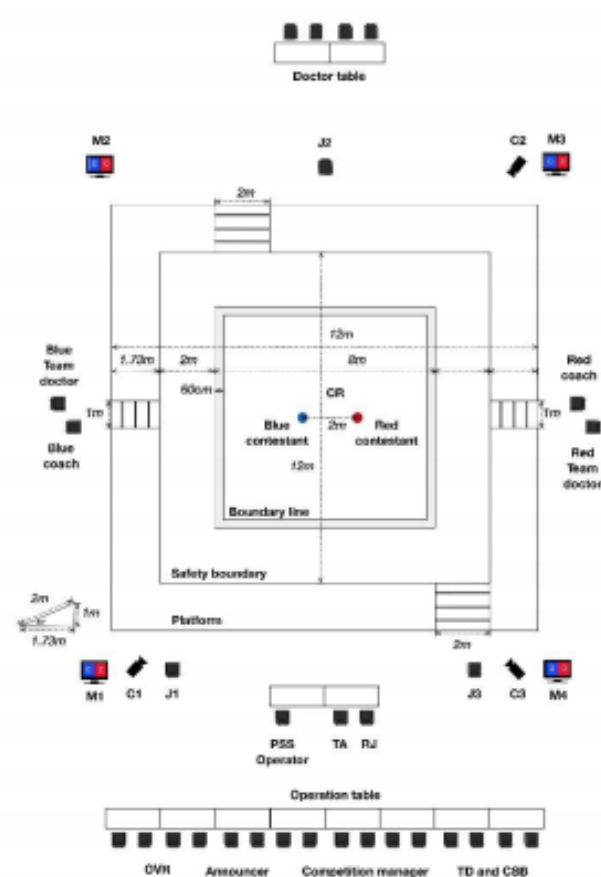 Doctor table
M2
J2
C2
M3
2m
12m
1.73m
2m
8m
Blue
Team
doctor
Red
coach
60cm
CR
1m
1m
Blue
contestant
2m
Red
contestant
Blue
coach
Red
Team
doctor
12m
Boundary line
Safety boundary
2m
1m
1.73m
Platform
2m
M1
C1
J1
J3
C3
M4
PSS
Operator
TA
RJ
Operation table
OVR
Announcer
Competition manager
TD and CSB